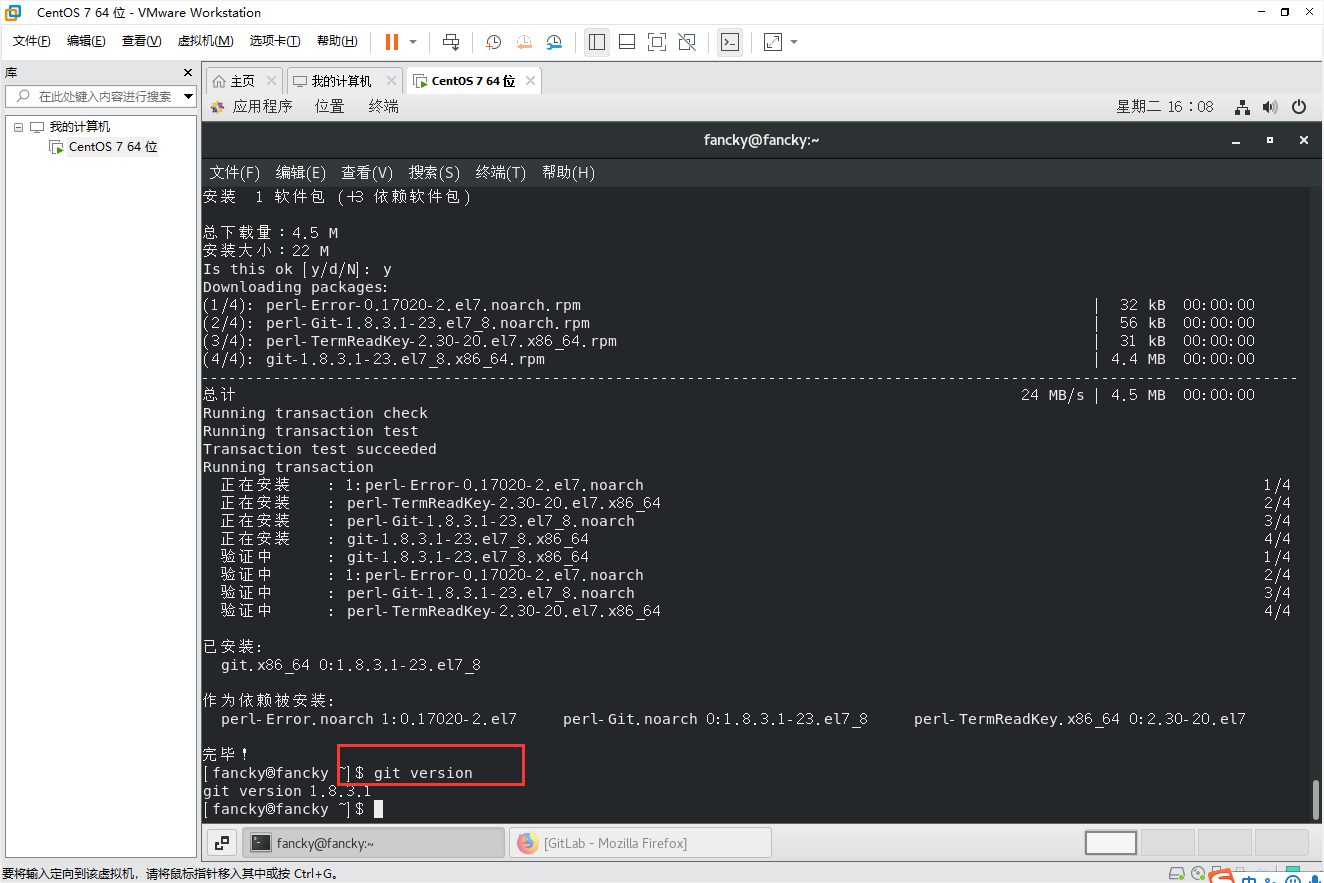 CentOS 7 64 位 - VMware Workstation
文件(F) 编辑(E) 查看(V) 虚拟机(M) 选项卡(T) 帮助(H)
库
在此处键入内容进行搜索
我的计算机
CentOS 7 64 位
主页 我的计算机 CentOS 7 64 位
应用程序 位置 终端 星期二 16：08
fancky@fancky:~
文件(F) 编辑(E) 查看(V) 搜索(S) 终端(T) 帮助(H)
安装 1 软件包 (+3 依赖软件包)
总下载量：4.5 M
安装大小：22 M
Is this ok [y/d/N]: y
Downloading packages:
(1/4): perl-Error-0.17020-2.el7.noarch.rpm | 32 kB 00:00:00
(2/4): perl-Git-1.8.3.1-23.el7_8.noarch.rpm | 56 kB 00:00:00
(3/4): perl-TermReadKey-2.30-20.el7.x86_64.rpm | 31 kB 00:00:00
(4/4): git-1.8.3.1-23.el7_8.x86_64.rpm | 4.4 MB 00:00:00
--------------------------------------------------------------------------------
总计 24 MB/s | 4.5 MB 00:00:00
Running transaction check
Running transaction test
Transaction test succeeded
Running transaction
正在安装 : 1:perl-Error-0.17020-2.el7.noarch 1/4
正在安装 : perl-TermReadKey-2.30-20.el7.x86_64 2/4
正在安装 : perl-Git-1.8.3.1-23.el7_8.noarch 3/4
正在安装 : git-1.8.3.1-23.el7_8.x86_64 4/4
验证中 : git-1.8.3.1-23.el7_8.x86_64 1/4
验证中 : 1:perl-Error-0.17020-2.el7.noarch 2/4
验证中 : perl-Git-1.8.3.1-23.el7_8.noarch 3/4
验证中 : perl-TermReadKey-2.30-20.el7.x86_64 4/4
已安装:
git.x86_64 0:1.8.3.1-23.el7_8
作为依赖被安装:
perl-Error.noarch 1:0.17020-2.el7 perl-Git.noarch 0:1.8.3.1-23.el7_8 perl-TermReadKey.x86_64 0:2.30-20.el7
完毕！
[fancky@fancky ~]$ git version
git version 1.8.3.1
[fancky@fancky ~]$
fancky@fancky:~ [GitLab - Mozilla Firefox]
要将输入定向到该虚拟机，请将鼠标指针移入其中或按 Ctrl+G。
中